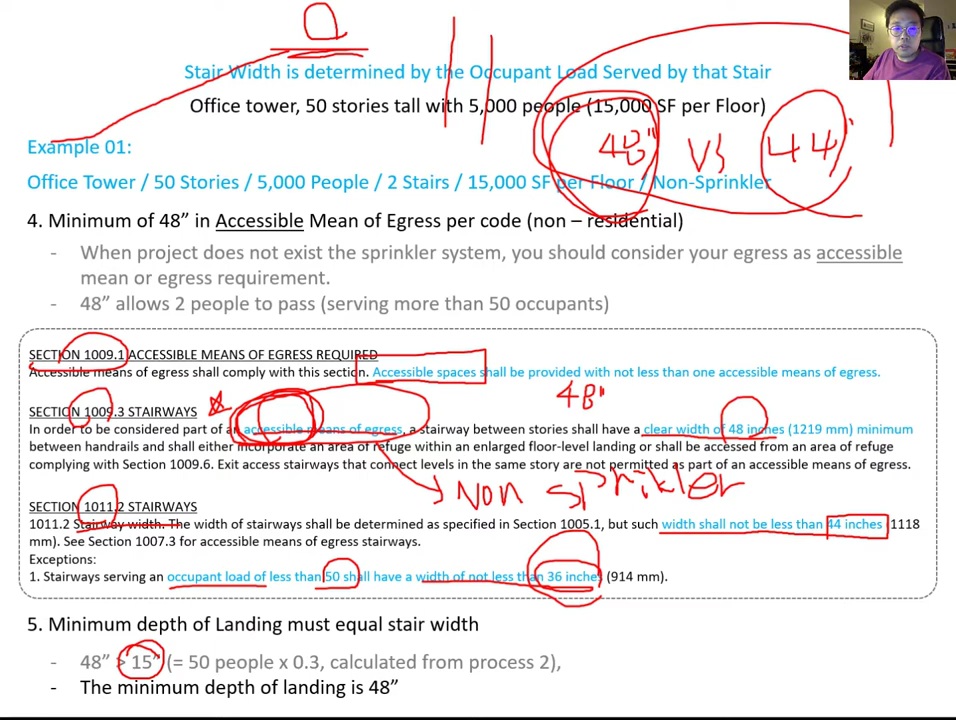 Stair Width is determined by the Occupant Load Served by that Stair
Office tower, 50 stories tall with 5,000 people (15,000 SF per Floor)
48" VS 44"
Example 01:
Office Tower / 50 Stories / 5,000 People / 2 Stairs / 15,000 SF per Floor / Non-Sprinkler
4. Minimum of 48” in Accessible Mean of Egress per code (non – residential)
- When project does not exist the sprinkler system, you should consider your egress as accessible
mean or egress requirement.
- 48” allows 2 people to pass (serving more than 50 occupants)
SECTION 1009.1 ACCESSIBLE MEANS OF EGRESS REQUIRED
Accessible means of egress shall comply with this section. Accessible spaces shall be provided with not less than one accessible means of egress.
48"
SECTION 1009.3 STAIRWAYS
In order to be considered part of an accessible means of egress, a stairway between stories shall have a clear width of 48 inches (1219 mm) minimum
between handrails and shall either incorporate an area of refuge within an enlarged floor-level landing or shall be accessed from an area of refuge
complying with Section 1009.6. Exit access stairways that connect levels in the same story are not permitted as part of an accessible means of egress.
Non sprinkler
SECTION 1011.2 STAIRWAYS
1011.2 Stairway width. The width of stairways shall be determined as specified in Section 1005.1, but such width shall not be less than 44 inches (1118
mm). See Section 1007.3 for accessible means of egress stairways.
Exceptions:
1. Stairways serving an occupant load of less than 50 shall have a width of not less than 36 inches (914 mm).
5. Minimum depth of Landing must equal stair width
- 48” > 15” (= 50 people x 0.3, calculated from process 2),
- The minimum depth of landing is 48”